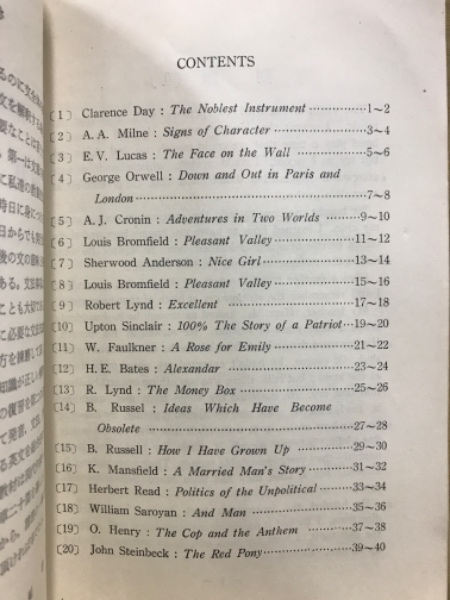 CONTENTS
〔1〕 Clarence Day : The Noblest Instrument ················1~2
〔2〕 A. A. Milne : Signs of Character ················3~4
〔3〕 E. V. Lucas : The Face on the Wall ················5~6
〔4〕 George Orwell : Down and Out in Paris and
London················7~8
〔5〕 A. J. Cronin : Adventures in Two Worlds ·········9~10
〔6〕 Louis Bromfield : Pleasant Valley ···············11~12
〔7〕 Sherwood Anderson : Nice Girl··················13~14
〔8〕 Louis Bromfield : Pleasant Valley ···············15~16
〔9〕 Robert Lynd : Excellent ························17~18
〔10〕 Upton Sinclair : 100% The Story of a Patriot···19~20
〔11〕 W. Faulkner : A Rose for Emily ···············21~22
〔12〕 H. E. Bates : Alexandar ························23~24
〔13〕 R. Lynd : The Money Box ·····················25~26
〔14〕 B. Russel : Ideas Which Have Become
Obsolete ································27~28
〔15〕 B. Russell : How I Have Grown Up ············29~30
〔16〕 K. Mansfield : A Married Man's Story ·········31~32
〔17〕 Herbert Read : Politics of the Unpolitical ······33~34
〔18〕 William Saroyan : And Man ··················35~36
〔19〕 O. Henry : The Cop and the Anthem ·········37~38
〔20〕 John Steinbeck : The Red Pony··················39~40